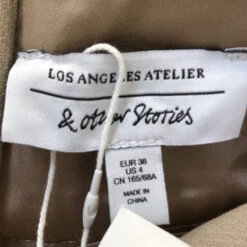 LOS ANGELES ATELIER
& other Stories
EUR 36
US 4
CN 165/68A
MADE IN
CHINA